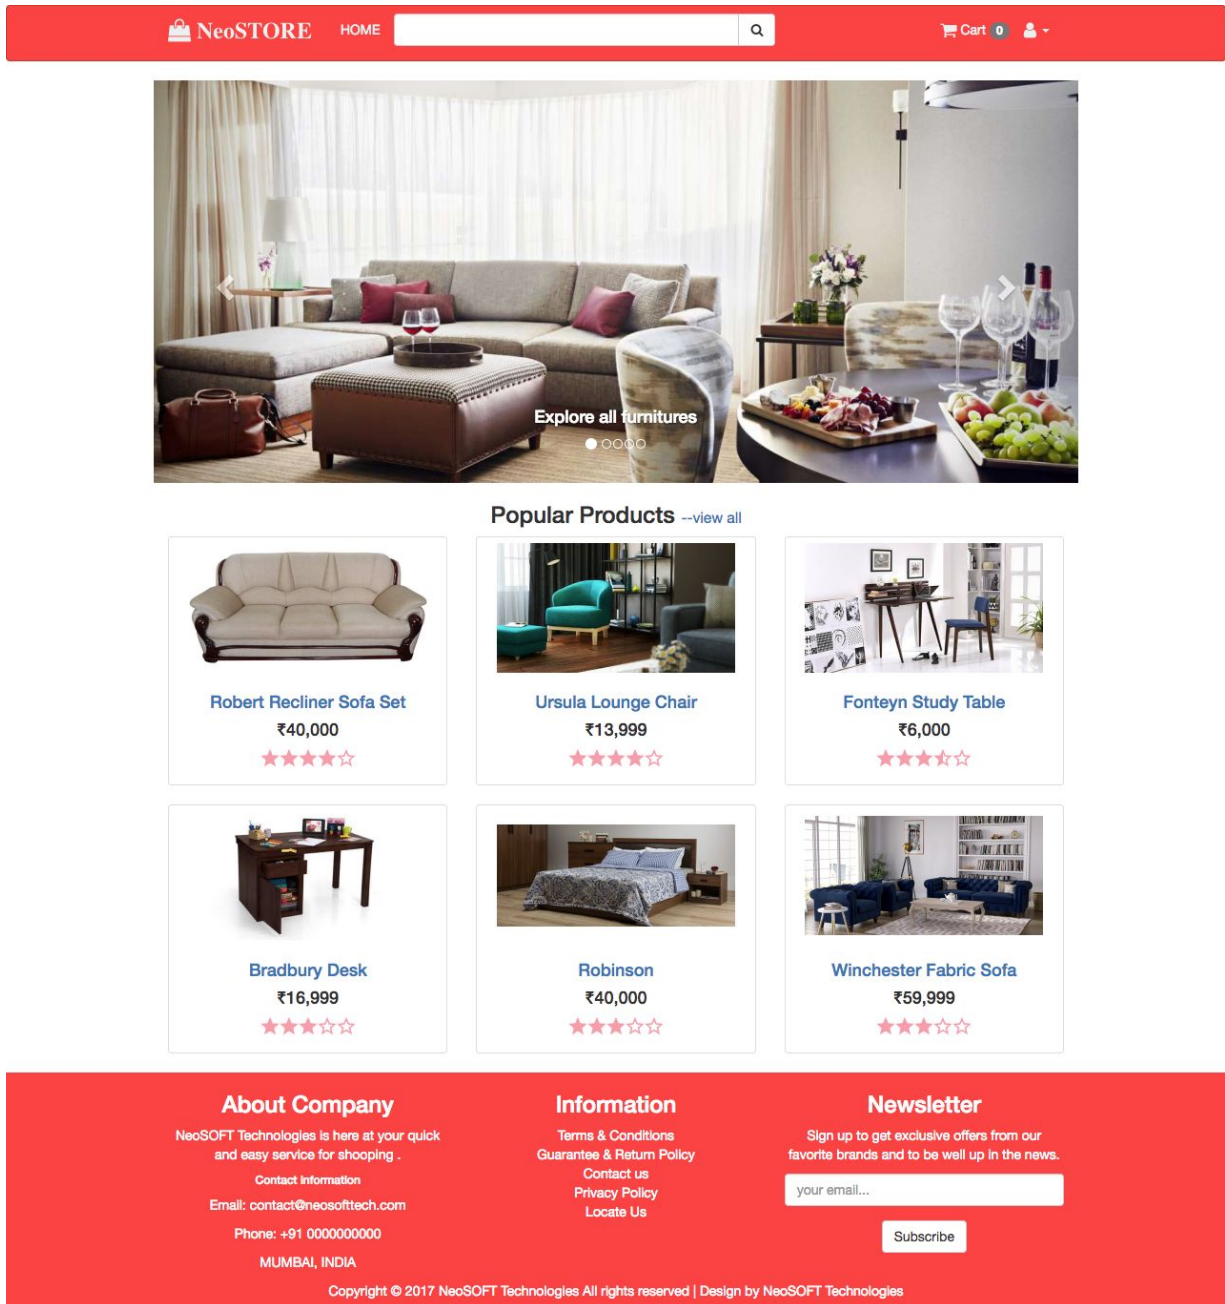 NeoSTORE HOME Cart 0
Explore all furnitures
Popular Products --view all
Robert Recliner Sofa Set
₹40,000
Ursula Lounge Chair
₹13,999
Fonteyn Study Table
₹6,000
Bradbury Desk
₹16,999
Robinson
₹40,000
Winchester Fabric Sofa
₹59,999
About Company
NeoSOFT Technologies is here at your quick
and easy service for shooping .
Contact information
Email: contact@neosofttech.com
Phone: +91 0000000000
MUMBAI, INDIA
Information
Terms & Conditions
Guarantee & Return Policy
Contact us
Privacy Policy
Locate Us
Newsletter
Sign up to get exclusive offers from our
favorite brands and to be well up in the news.
your email...
Subscribe
Copyright © 2017 NeoSOFT Technologies All rights reserved | Design by NeoSOFT Technologies